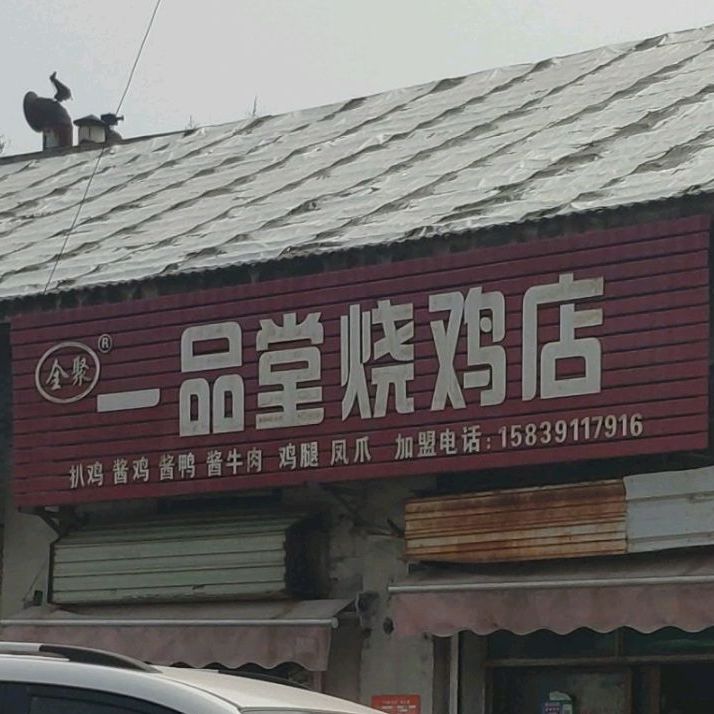 全聚® 一品堂烧鸡店
扒鸡 酱鸡 酱鸭 酱牛肉 鸡腿 凤爪 加盟电话:15839117916